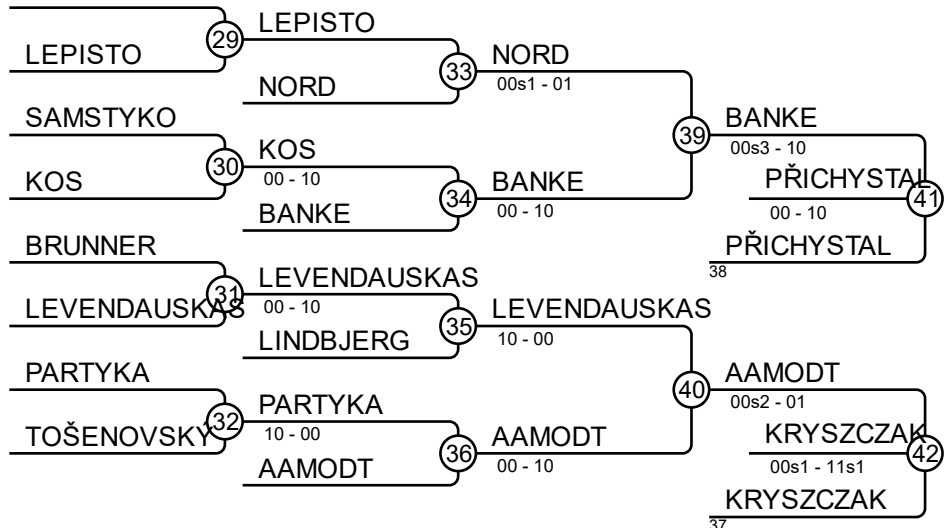 LEPISTO
29
LEPISTO
NORD
33
NORD
00s1 - 01
SAMSTYKO
KOS
30
KOS
00 - 10
BANKE
34
BANKE
00 - 10
39
BANKE
00s3 - 10
PŘICHYSTAL
00 - 10
41
PŘICHYSTAL
38
BRUNNER
LEVENDAUSKAS
31
LEVENDAUSKAS
00 - 10
LINDBJERG
35
LEVENDAUSKAS
10 - 00
PARTYKA
TOŠENOVSKÝ
32
PARTYKA
10 - 00
AAMODT
36
AAMODT
00 - 10
40
AAMODT
00s2 - 01
KRYSZCZAK
00s1 - 11s1
42
KRYSZCZAK
37